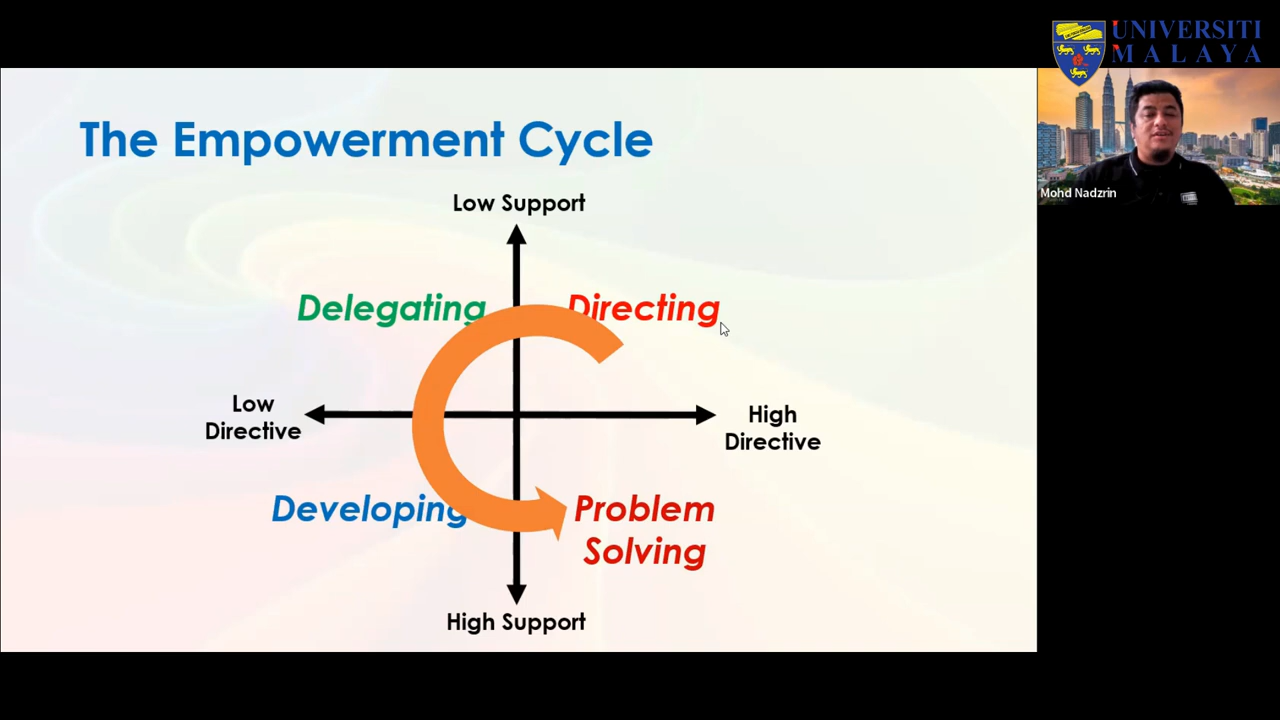 UNIVERSITI
MALAYA
Mohd Nadzrin
The Empowerment Cycle
Low Support
Delegating
Directing
Low
Directive
High
Directive
Developing
Problem
Solving
High Support